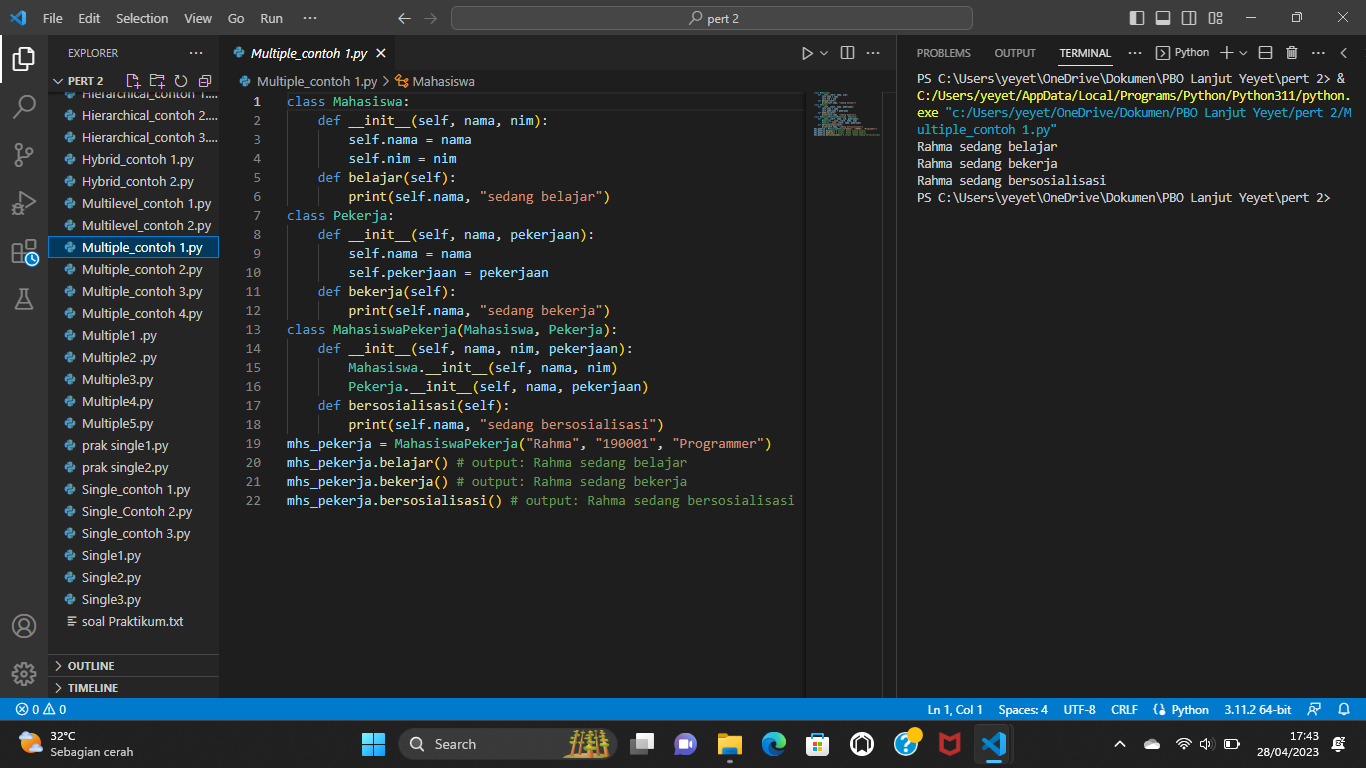 File Edit Selection View Go Run ···
pert 2
EXPLORER
PERT 2
Hierarchical_contoh 1....
Hierarchical_contoh 2....
Hierarchical_contoh 3....
Hybrid_contoh 1.py
Hybrid_contoh 2.py
Multilevel_contoh 1.py
Multilevel_contoh 2.py
Multiple_contoh 1.py
Multiple_contoh 2.py
Multiple_contoh 3.py
Multiple_contoh 4.py
Multiple1 .py
Multiple2 .py
Multiple3.py
Multiple4.py
Multiple5.py
prak single1.py
prak single2.py
Single_contoh 1.py
Single_Contoh 2.py
Single_contoh 3.py
Single1.py
Single2.py
Single3.py
soal Praktikum.txt
OUTLINE
TIMELINE
Multiple_contoh 1.py
Multiple_contoh 1.py > Mahasiswa
1 class Mahasiswa:
2 def __init__(self, nama, nim):
3 self.nama = nama
4 self.nim = nim
5 def belajar(self):
6 print(self.nama, "sedang belajar")
7 class Pekerja:
8 def __init__(self, nama, pekerjaan):
9 self.nama = nama
10 self.pekerjaan = pekerjaan
11 def bekerja(self):
12 print(self.nama, "sedang bekerja")
13 class MahasiswaPekerja(Mahasiswa, Pekerja):
14 def __init__(self, nama, nim, pekerjaan):
15 Mahasiswa.__init__(self, nama, nim)
16 Pekerja.__init__(self, nama, pekerjaan)
17 def bersosialisasi(self):
18 print(self.nama, "sedang bersosialisasi")
19 mhs_pekerja = MahasiswaPekerja("Rahma", "190001", "Programmer")
20 mhs_pekerja.belajar() # output: Rahma sedang belajar
21 mhs_pekerja.bekerja() # output: Rahma sedang bekerja
22 mhs_pekerja.bersosialisasi() # output: Rahma sedang bersosialisasi
PROBLEMS OUTPUT TERMINAL ··· Python
PS C:\Users\yeyet\OneDrive\Dokumen\PBO Lanjut Yeyet\pert 2> &
C:/Users/yeyet/AppData/Local/Programs/Python/Python311/python.
exe "c:/Users/yeyet/OneDrive/Dokumen/PBO Lanjut Yeyet/pert 2/M
ultiple_contoh 1.py"
Rahma sedang belajar
Rahma sedang bekerja
Rahma sedang bersosialisasi
PS C:\Users\yeyet\OneDrive\Dokumen\PBO Lanjut Yeyet\pert 2>
0 0 Ln 1, Col 1 Spaces: 4 UTF-8 CRLF Python 3.11.2 64-bit
32°C
Sebagian cerah
Search
17:43
28/04/2023